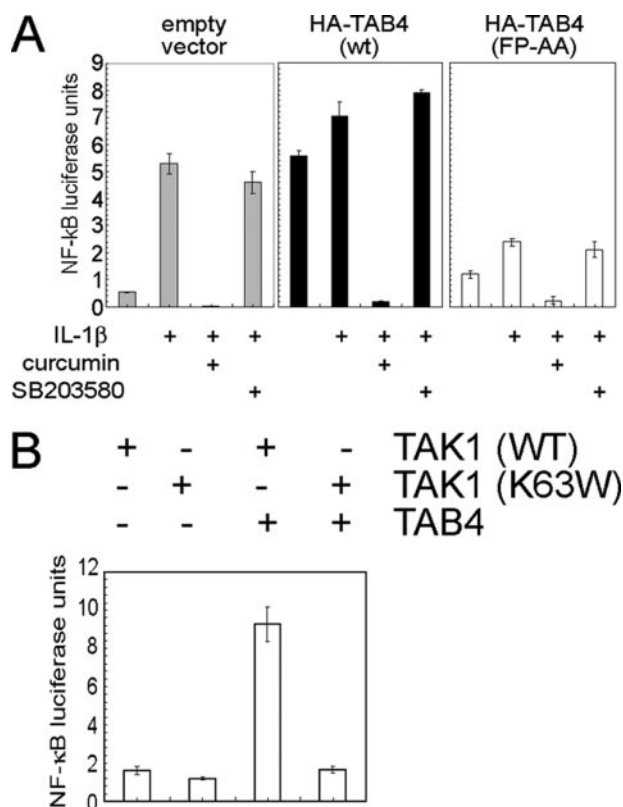 A
empty vector
HA-TAB4 (wt)
HA-TAB4 (FP-AA)
NF-kB luciferase units
9
8
7
6
5
4
3
2
1
0
IL-1β + + + + + + + + +
curcumin + + +
SB203580 + + +
B
+ - + - TAK1 (WT)
- + - + TAK1 (K63W)
- - + + TAB4
NF-κB luciferase units
12
10
8
6
4
2
0